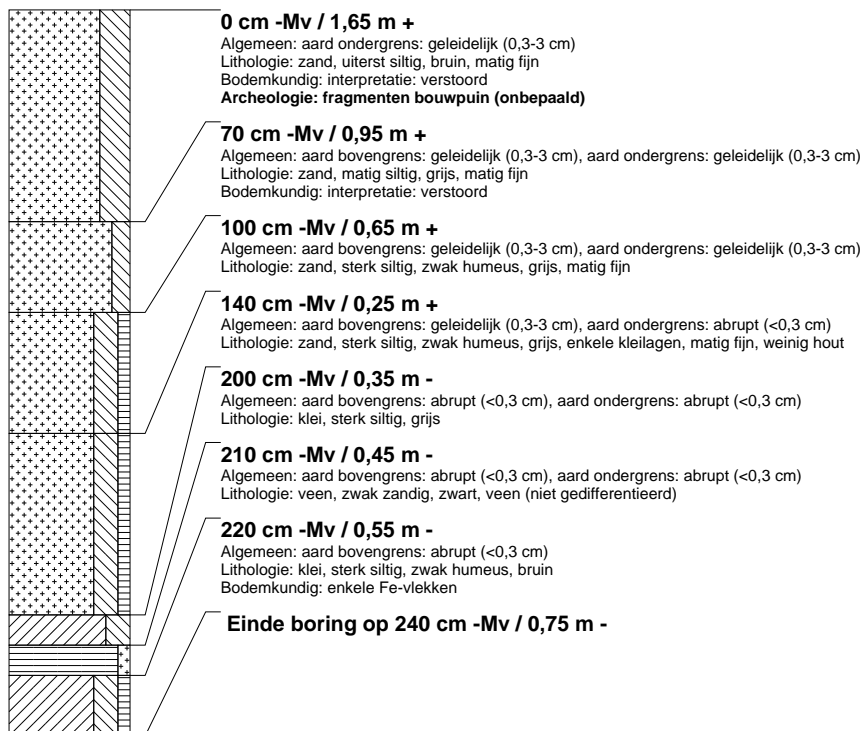 0 cm -Mv / 1,65 m +
Algemeen: aard ondergrens: geleidelijk (0,3-3 cm)
Lithologie: zand, uiterst siltig, bruin, matig fijn
Bodemkundig: interpretatie: verstoord
Archeologie: fragmenten bouwpuin (onbepaald)
70 cm -Mv / 0,95 m +
Algemeen: aard bovengrens: geleidelijk (0,3-3 cm), aard ondergrens: geleidelijk (0,3-3 cm)
Lithologie: zand, matig siltig, grijs, matig fijn
Bodemkundig: interpretatie: verstoord
100 cm -Mv / 0,65 m +
Algemeen: aard bovengrens: geleidelijk (0,3-3 cm), aard ondergrens: geleidelijk (0,3-3 cm)
Lithologie: zand, sterk siltig, zwak humeus, grijs, matig fijn
140 cm -Mv / 0,25 m +
Algemeen: aard bovengrens: geleidelijk (0,3-3 cm), aard ondergrens: abrupt (<0,3 cm)
Lithologie: zand, sterk siltig, zwak humeus, grijs, enkele kleilagen, matig fijn, weinig hout
200 cm -Mv / 0,35 m -
Algemeen: aard bovengrens: abrupt (<0,3 cm), aard ondergrens: abrupt (<0,3 cm)
Lithologie: klei, sterk siltig, grijs
210 cm -Mv / 0,45 m -
Algemeen: aard bovengrens: abrupt (<0,3 cm), aard ondergrens: abrupt (<0,3 cm)
Lithologie: veen, zwak zandig, zwart, veen (niet gedifferentieerd)
220 cm -Mv / 0,55 m -
Algemeen: aard bovengrens: abrupt (<0,3 cm)
Lithologie: klei, sterk siltig, zwak humeus, bruin
Bodemkundig: enkele Fe-vlekken
Einde boring op 240 cm -Mv / 0,75 m -